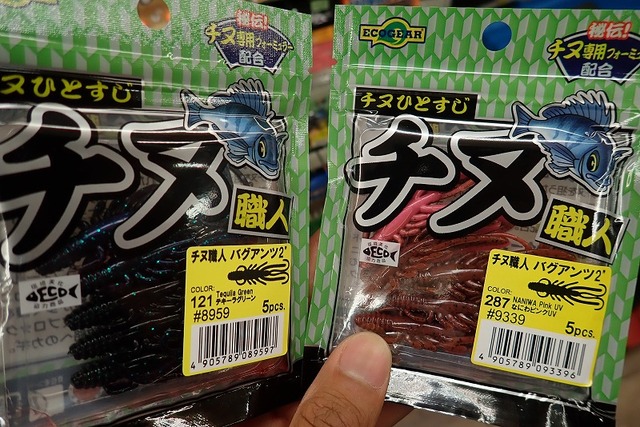 秘伝!
チヌ専用フォーミュラー
配合
ヌひとすじ
チヌ
職人
チヌ職人 バグアンツ2"
COLOR:
121 Tequila Green
テキーラグリーン
#8959
5pcs.
4 905789 089597
ECO
ECOGEAR
秘伝!
チヌ専用フォーミュ
配合
チヌひとすじ
チヌ
職人
チヌ職人 バグアンツ2"
COLOR:
287 NANIWA Pink UV
なにわピンクUV
#9339
5pcs.
4 905789 093396
ECO